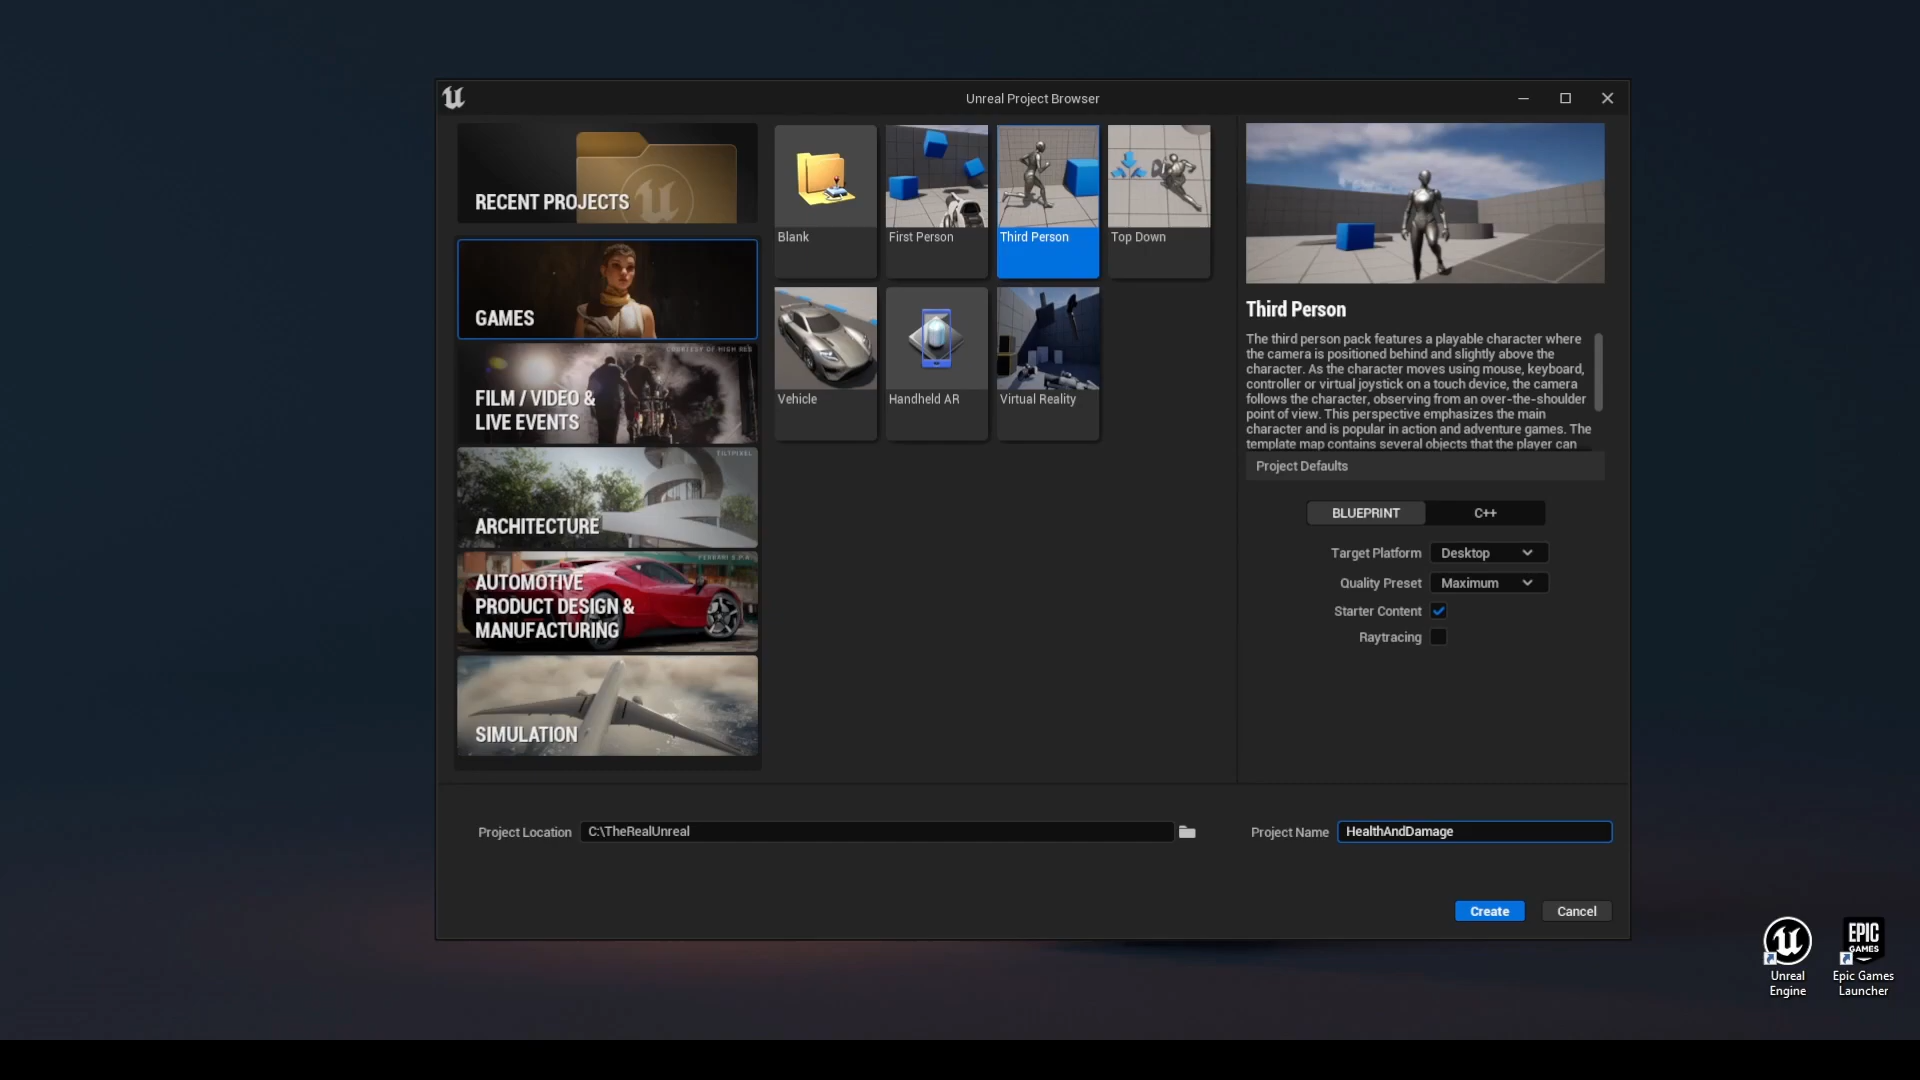 Unreal Project Browser
RECENT PROJECTS
GAMES
COURTESY OF HIGH RES
FILM / VIDEO &
LIVE EVENTS
TILTPIXEL
ARCHITECTURE
FERRARI S.P.A.
AUTOMOTIVE
PRODUCT DESIGN &
MANUFACTURING
SIMULATION
Blank
First Person
Third Person
Top Down
Vehicle
Handheld AR
Virtual Reality
Third Person
The third person pack features a playable character where
the camera is positioned behind and slightly above the
character. As the character moves using mouse, keyboard,
controller or virtual joystick on a touch device, the camera
follows the character, observing from an over-the-shoulder
point of view. This perspective emphasizes the main
character and is popular in action and adventure games. The
template map contains several objects that the player can
Project Defaults
BLUEPRINT
C++
Target Platform
Desktop
Quality Preset
Maximum
Starter Content
Raytracing
Project Location
C:\TheRealUnreal
Project Name
HealthAndDamage
Create
Cancel
EPIC
GAMES
Unreal
Engine
Epic Games
Launcher